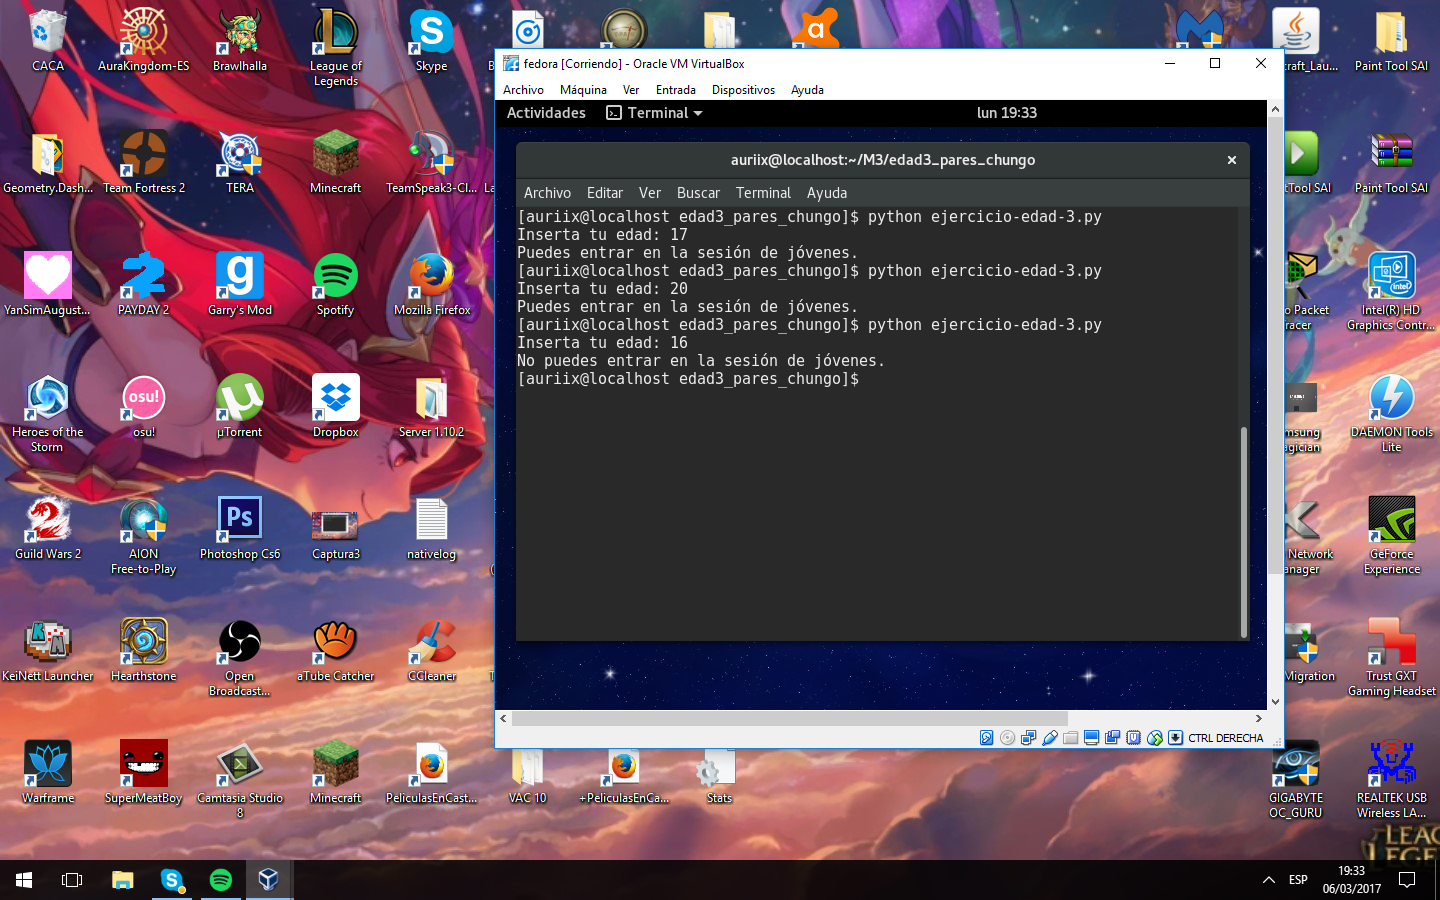 CACA
AuraKingdom-ES
Brawlhalla
League of
Legends
Skype
Paint Tool SAI
Geometry.Dash...
Team Fortress 2
TERA
Minecraft
TeamSpeak3-Cl...
Paint Tool SAI
YanSimAugust...
PAYDAY 2
Garry's Mod
Spotify
Mozilla Firefox
Intel(R) HD
Graphics Contr...
Heroes of the
Storm
osu!
µTorrent
Dropbox
Server 1.10.2
DAEMON Tools
Lite
Guild Wars 2
AION
Free-to-Play
Photoshop Cs6
Captura3
nativelog
Network
GeForce
Experience
KeiNett Launcher
Hearthstone
Open
Broadcast...
aTube Catcher
CCleaner
Migration
Trust GXT
Gaming Headset
Warframe
SuperMeatBoy
Camtasia Studio
8
Minecraft
PeliculasEnCast...
VAC 10
+PeliculasEnCa...
Stats
GIGABYTE
OC_GURU
REALTEK USB
Wireless LA...
fedora [Corriendo] - Oracle VM VirtualBox
Archivo Máquina Ver Entrada Dispositivos Ayuda
Actividades Terminal lun 19:33
auriix@localhost:~/M3/edad3_pares_chungo
Archivo Editar Ver Buscar Terminal Ayuda
[auriix@localhost edad3_pares_chungo]$ python ejercicio-edad-3.py
Inserta tu edad: 17
Puedes entrar en la sesión de jóvenes.
[auriix@localhost edad3_pares_chungo]$ python ejercicio-edad-3.py
Inserta tu edad: 20
Puedes entrar en la sesión de jóvenes.
[auriix@localhost edad3_pares_chungo]$ python ejercicio-edad-3.py
Inserta tu edad: 16
No puedes entrar en la sesión de jóvenes.
[auriix@localhost edad3_pares_chungo]$
CTRL DERECHA
ESP
19:33
06/03/2017